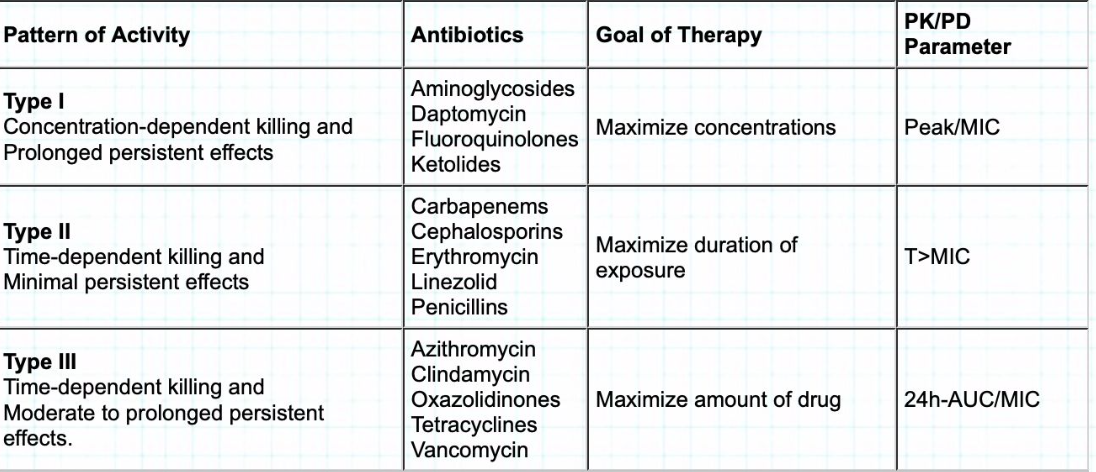 Pattern of Activity
Antibiotics
Goal of Therapy
PK/PD
Parameter
Type I
Concentration-dependent killing and
Prolonged persistent effects
Aminoglycosides
Daptomycin
Fluoroquinolones
Ketolides
Maximize concentrations
Peak/MIC
Type II
Time-dependent killing and
Minimal persistent effects
Carbapenems
Cephalosporins
Erythromycin
Linezolid
Penicillins
Maximize duration of
exposure
T>MIC
Type III
Time-dependent killing and
Moderate to prolonged persistent
effects.
Azithromycin
Clindamycin
Oxazolidinones
Tetracyclines
Vancomycin
Maximize amount of drug
24h-AUC/MIC